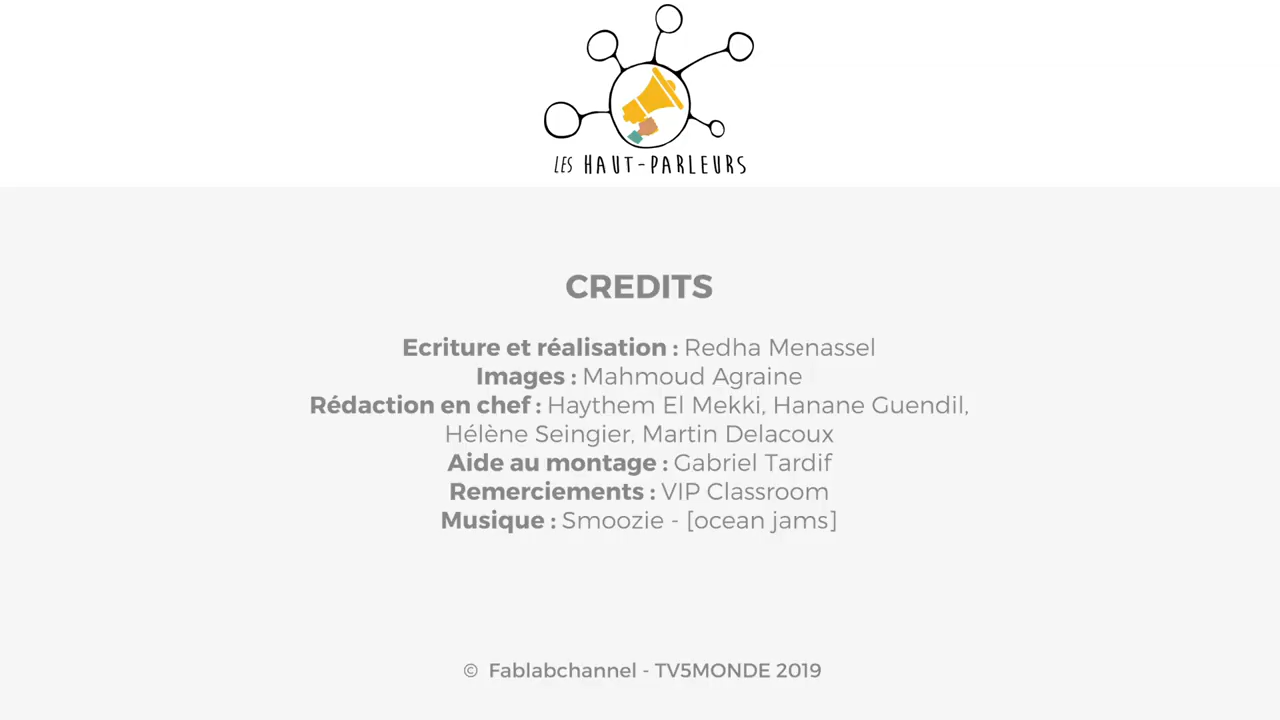 LES HAUT-PARLEURS
CREDITS
Ecriture et réalisation : Redha Menassel
Images : Mahmoud Agraine
Rédaction en chef : Haythem El Mekki, Hanane Guendil,
Hélène Seingier, Martin Delacoux
Aide au montage : Gabriel Tardif
Remerciements : VIP Classroom
Musique : Smoozie - [ocean jams]
© Fablabchannel - TV5MONDE 2019